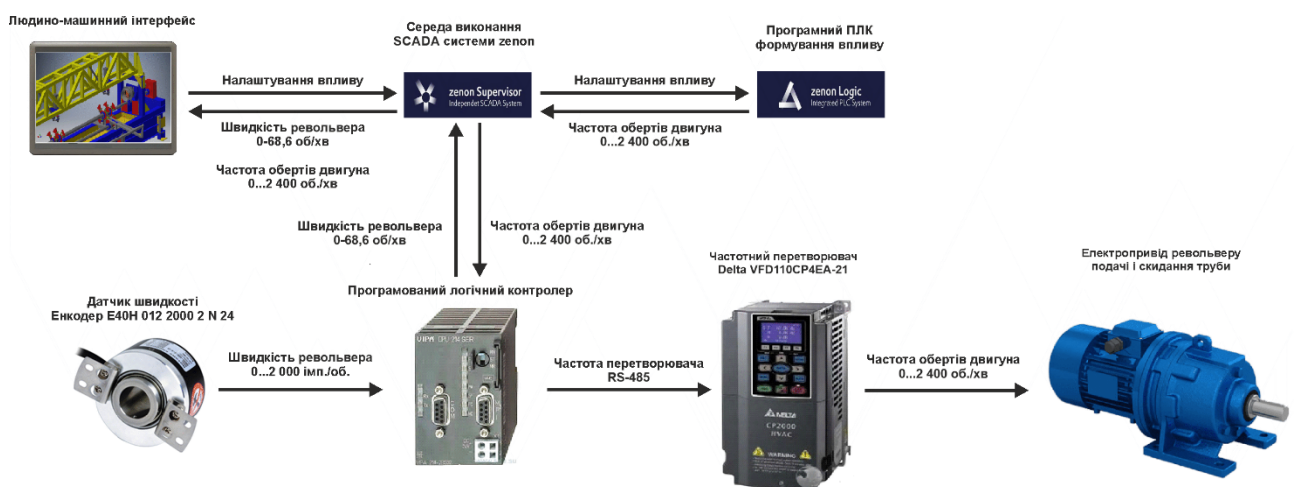 Людино-машинний інтерфейс
Середа виконання
SCADA системи zenon
Програмний ПЛК
формування впливу
Налаштування впливу
Налаштування впливу
zenon Supervisor
Independent SCADA System
zenon Logic
Integrated PLC System
Швидкість револьвера
0-68,6 об/хв
Частота обертів двигуна
0...2 400 об./хв
Частота обертів двигуна
0...2 400 об./хв
Швидкість револьвера
0-68,6 об/хв
Частота обертів двигуна
0...2 400 об./хв
Частотний перетворювач
Delta VFD110CP4EA-21
Електропривід револьверу
подачі і скидання труби
Датчик швидкості
Енкодер E40H 012 2000 2 N 24
Програмований логічний контролер
VIPA CPU 214SER
Швидкість револьвера
0...2 000 імп./об.
Частота перетворювача
RS-485
Частота обертів двигуна
0...2 400 об./хв
DELTA
CP2000
HVAC
WARNING